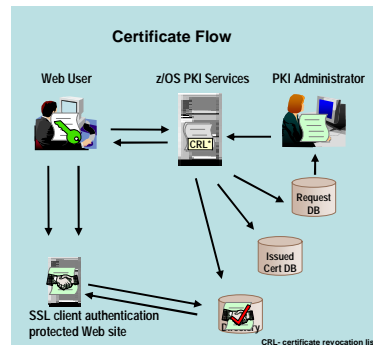 Certificate Flow
Web User
z/OS PKI Services
PKI Administrator
CRL*
Request
DB
Issued
Cert DB
Directory
SSL client authentication
protected Web site
CRL- certificate revocation lis